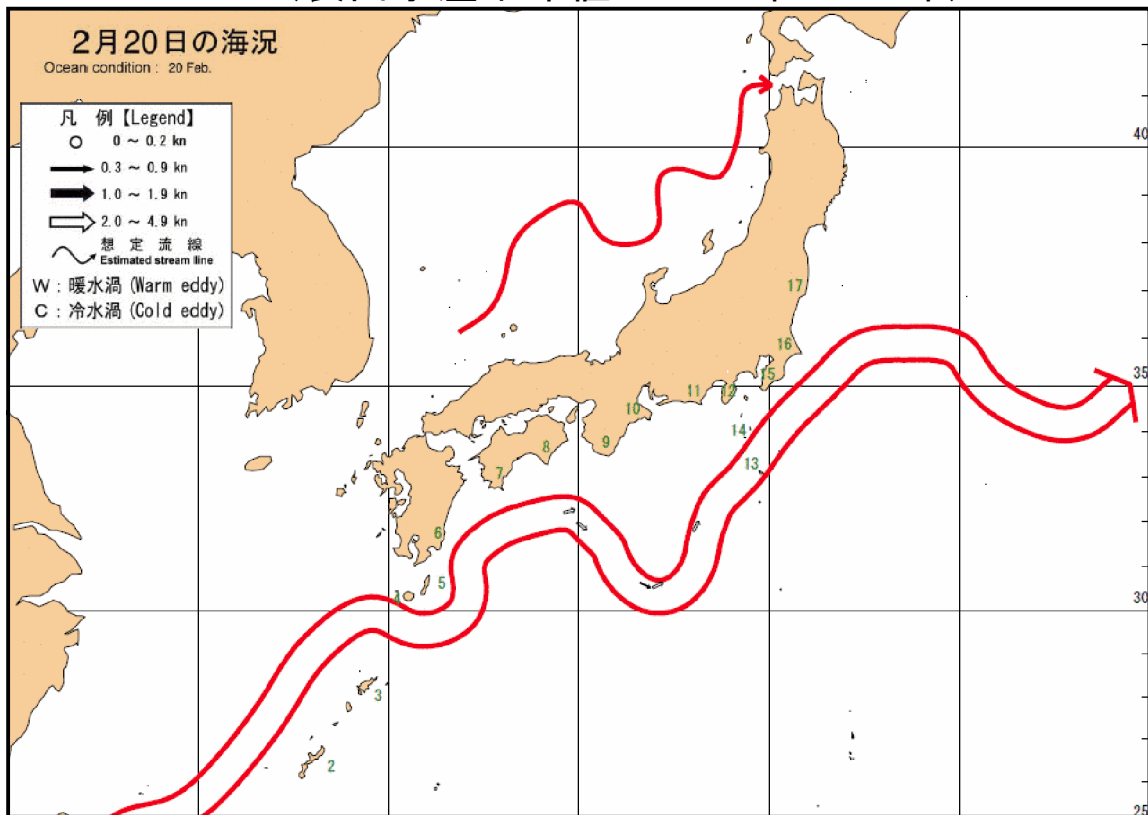 2月20日の海況
Ocean condition : 20 Feb.
凡 例【Legend】
0 ～ 0.2 kn
0.3 ～ 0.9 kn
1.0 ～ 1.9 kn
2.0 ～ 4.9 kn
想 定 流 線
Estimated stream line
W : 暖水渦 (Warm eddy)
C : 冷水渦 (Cold eddy)
40
17
16
35
15
12
11
10
14
9
8
13
7
6
5
30
3
2
25